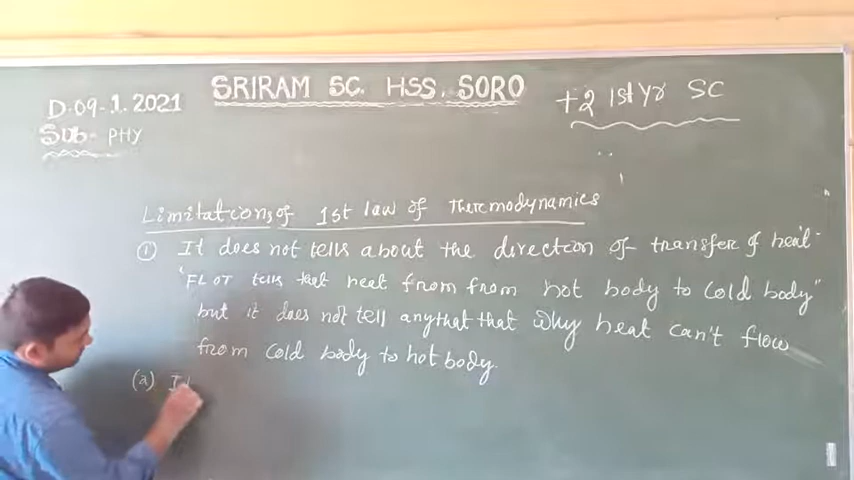 SRIRAM SC. HSS. SORO
D-09-1.2021
+2 1st Yr SC
Sub- PHY
Limitations of 1st law of Thermodynamics
① It does not tells about the direction of transfer of heat.
"FLOT tells that heat from from hot body to cold body"
but it does not tell anythat that why heat can't flow
from cold body to hot body.
(2) It